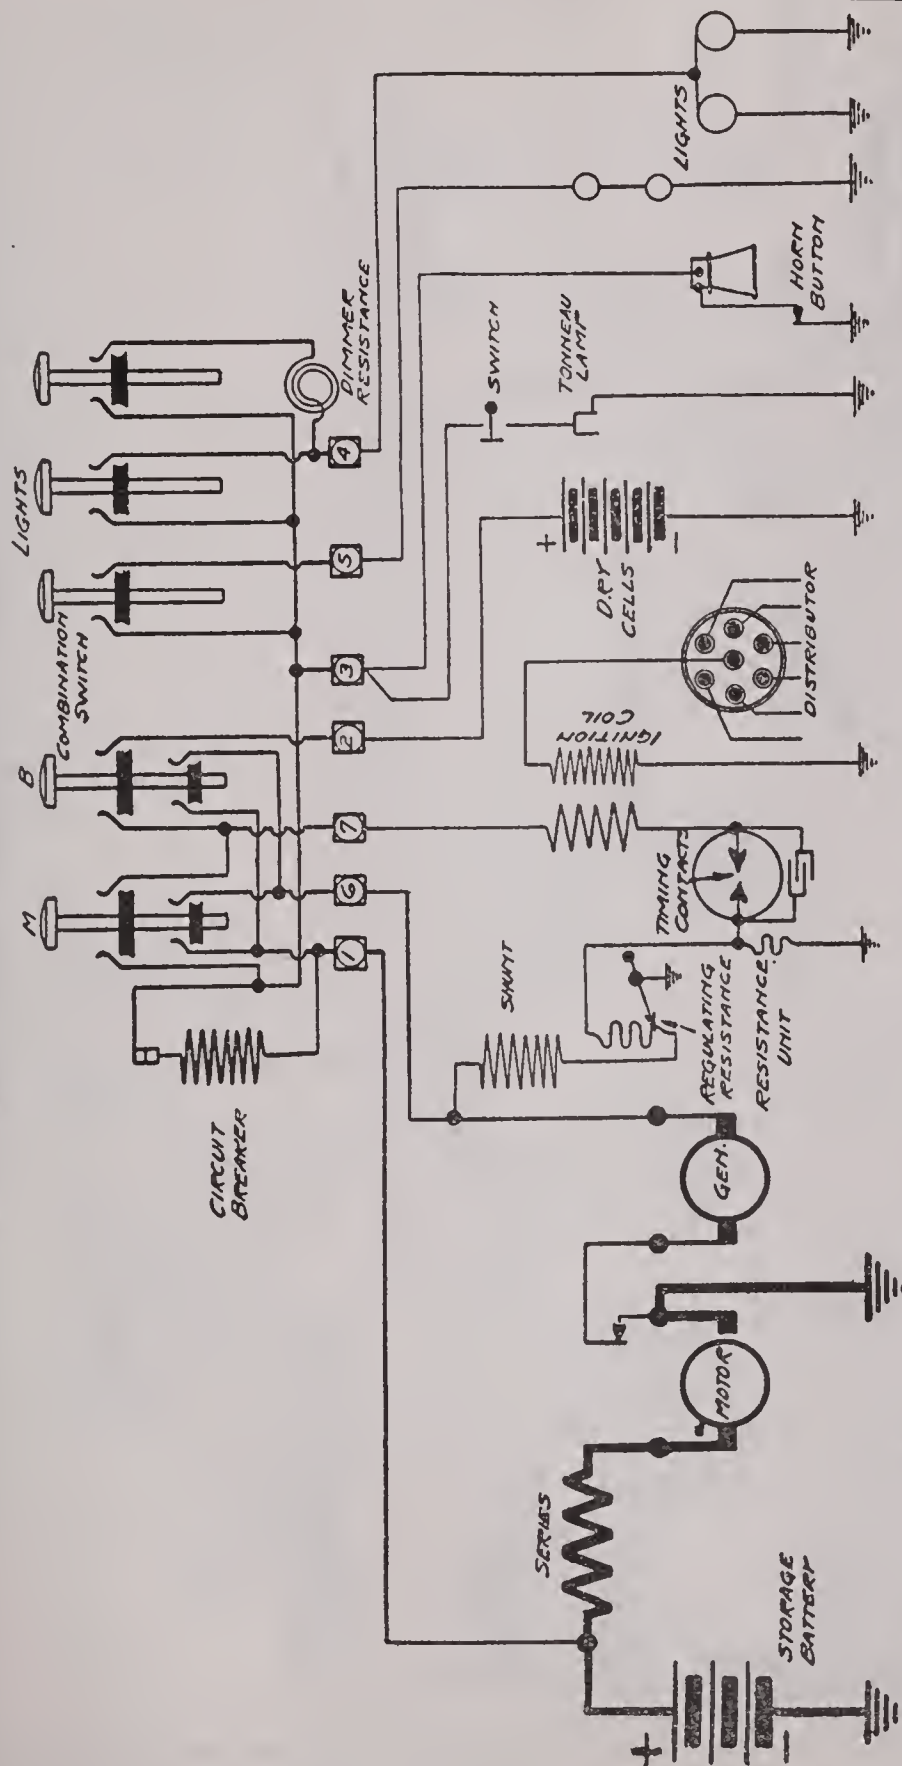 LIGHTS
COMBINATION
SWITCH
B
M
CIRCUIT
BREAKER
1
6
7
2
3
5
4
DIMMER
RESISTANCE
SHUNT
SWITCH
TONNEAU
LAMP
HORN
BUTTON
LIGHTS
+
DRY
CELLS
-
IGNITION
COIL
DISTRIBUTOR
TIMING
CONTACTS
REGULATING
RESISTANCE
RESISTANCE
UNIT
GEN.
MOTOR
SERIES
+
STORAGE
BATTERY
-